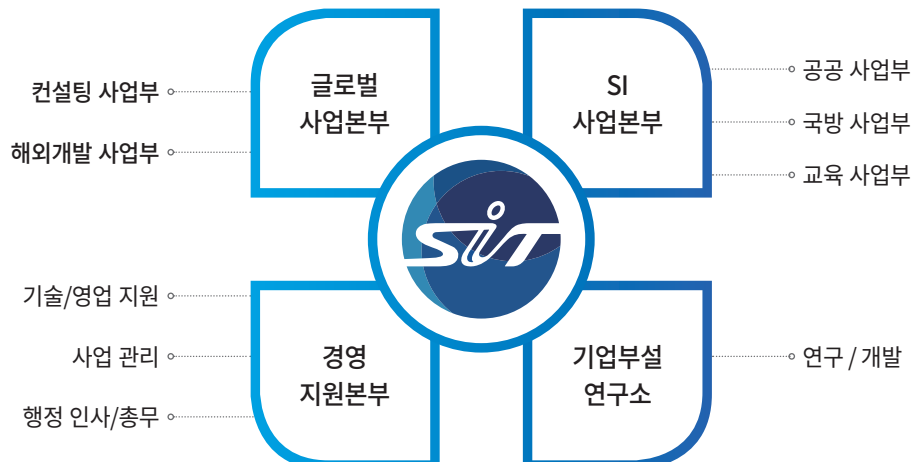 컨설팅 사업부
해외개발 사업부
글로벌
사업본부
SI
사업본부
공공 사업부
국방 사업부
교육 사업부
SiT
기술/영업 지원
사업 관리
행정 인사/총무
경영
지원본부
기업부설
연구소
연구 / 개발